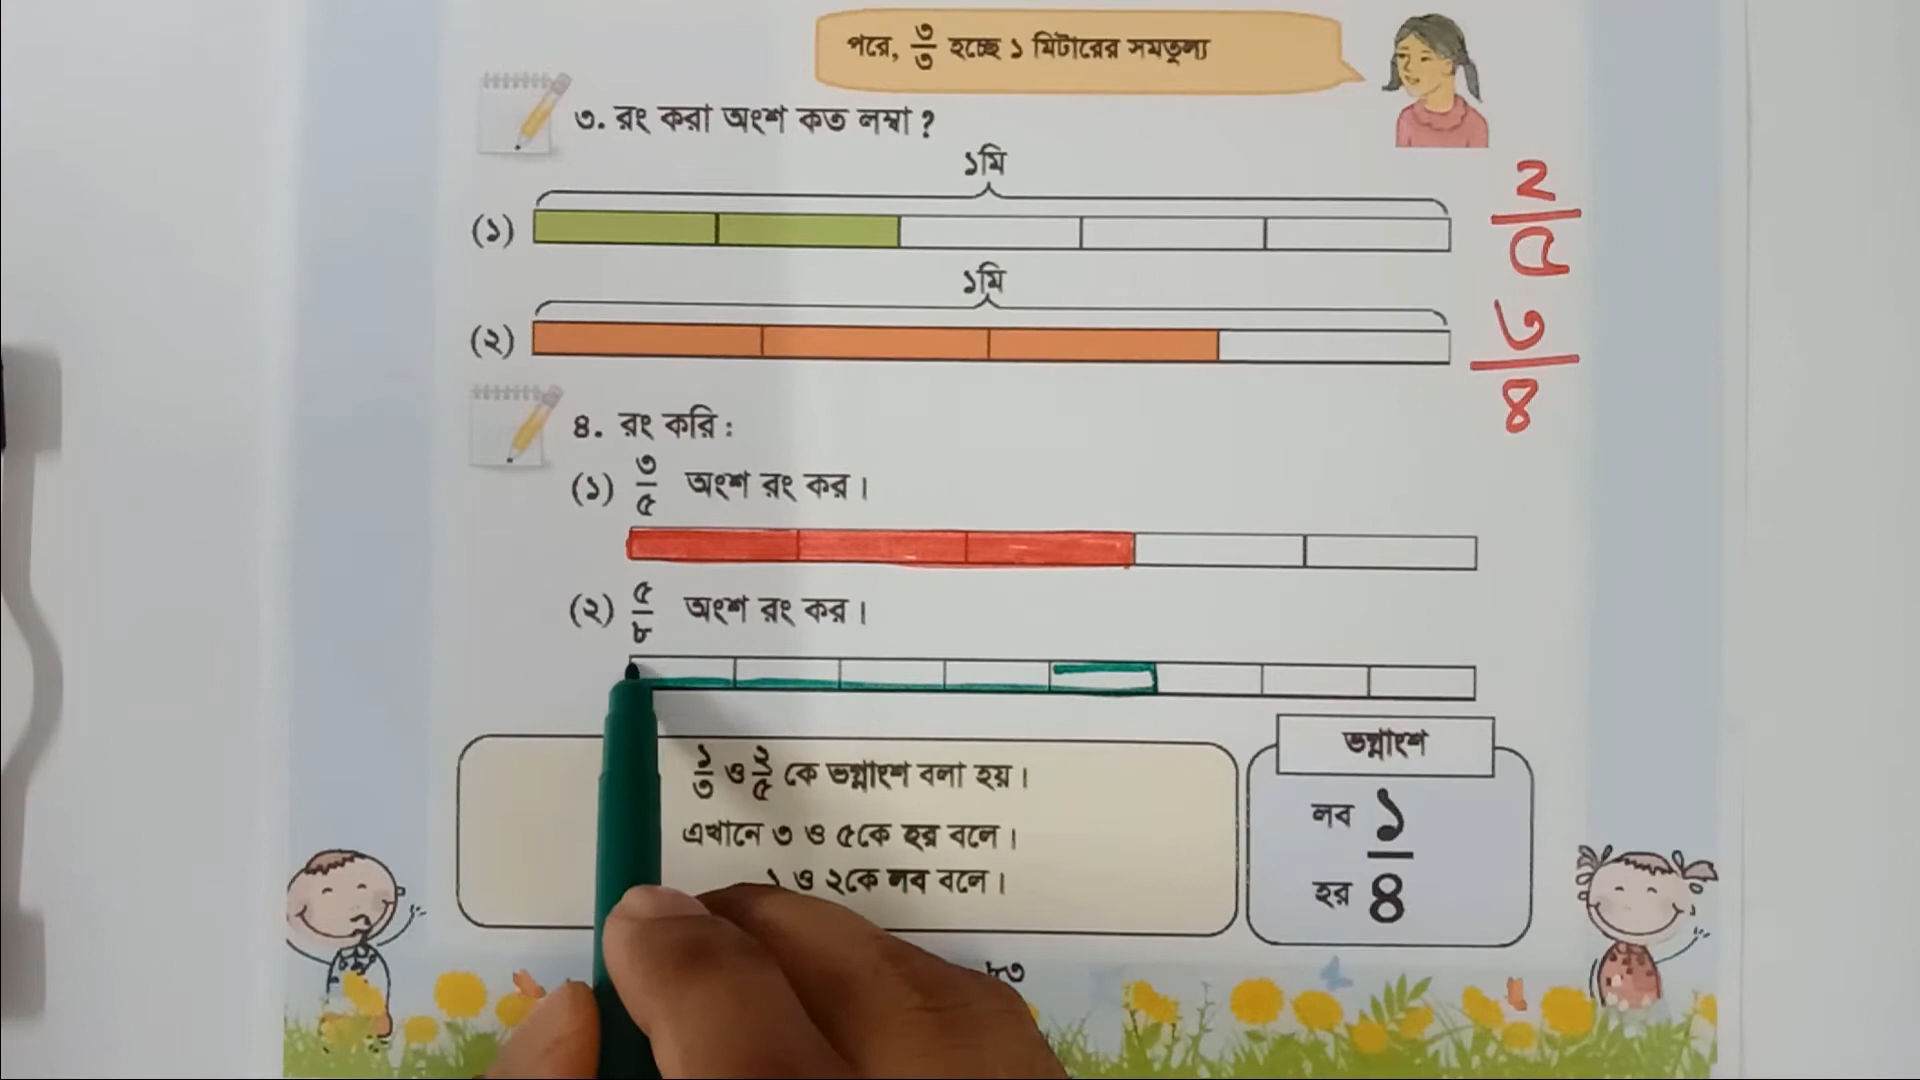 পরে, ৩/৩ হচ্ছে ১ মিটারের সমতুল্য
৩. রং করা অংশ কত লম্বা ?
১মি
(১)
২/৫
১মি
(২)
৩/৪
৪. রং করি :
(১) ৩/৫ অংশ রং কর।
(২) ৫/৮ অংশ রং কর।
১/৩ ও ২/৫ কে ভগ্নাংশ বলা হয়।
এখানে ৩ ও ৫কে হর বলে।
১ ও ২কে লব বলে।
ভগ্নাংশ
লব ১
হর ৪
৮৩